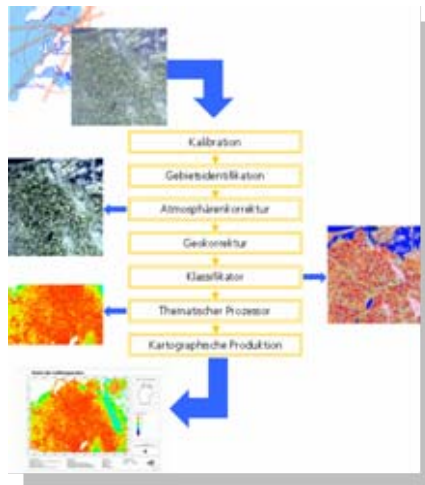 Kalibration
Gebietsidentifikation
Atmosphärenkorrektur
Geokorrektur
Klassifikator
Thematischer Prozessor
Kartographische Produktion